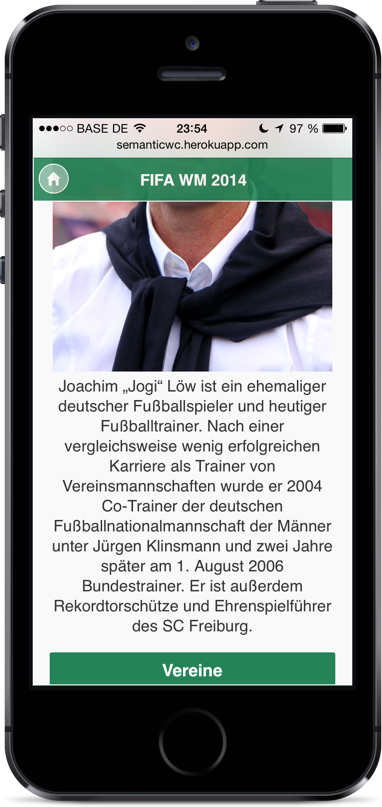 BASE DE 23:54 97 %
semanticwc.herokuapp.com
FIFA WM 2014
Joachim „Jogi“ Löw ist ein ehemaliger
deutscher Fußballspieler und heutiger
Fußballtrainer. Nach einer
vergleichsweise wenig erfolgreichen
Karriere als Trainer von
Vereinsmannschaften wurde er 2004
Co-Trainer der deutschen
Fußballnationalmannschaft der Männer
unter Jürgen Klinsmann und zwei Jahre
später am 1. August 2006
Bundestrainer. Er ist außerdem
Rekordtorschütze und Ehrenspielführer
des SC Freiburg.
Vereine